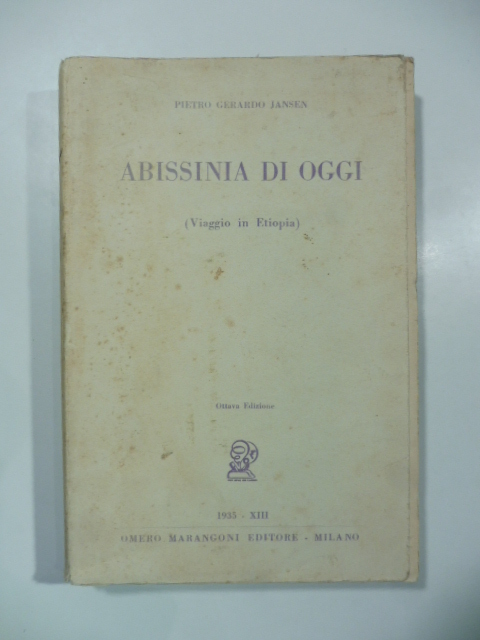 PIETRO GERARDO JANSEN
ABISSINIA DI OGGI
(Viaggio in Etiopia)
Ottava Edizione
1935 - XIII
OMERO MARANGONI EDITORE - MILANO